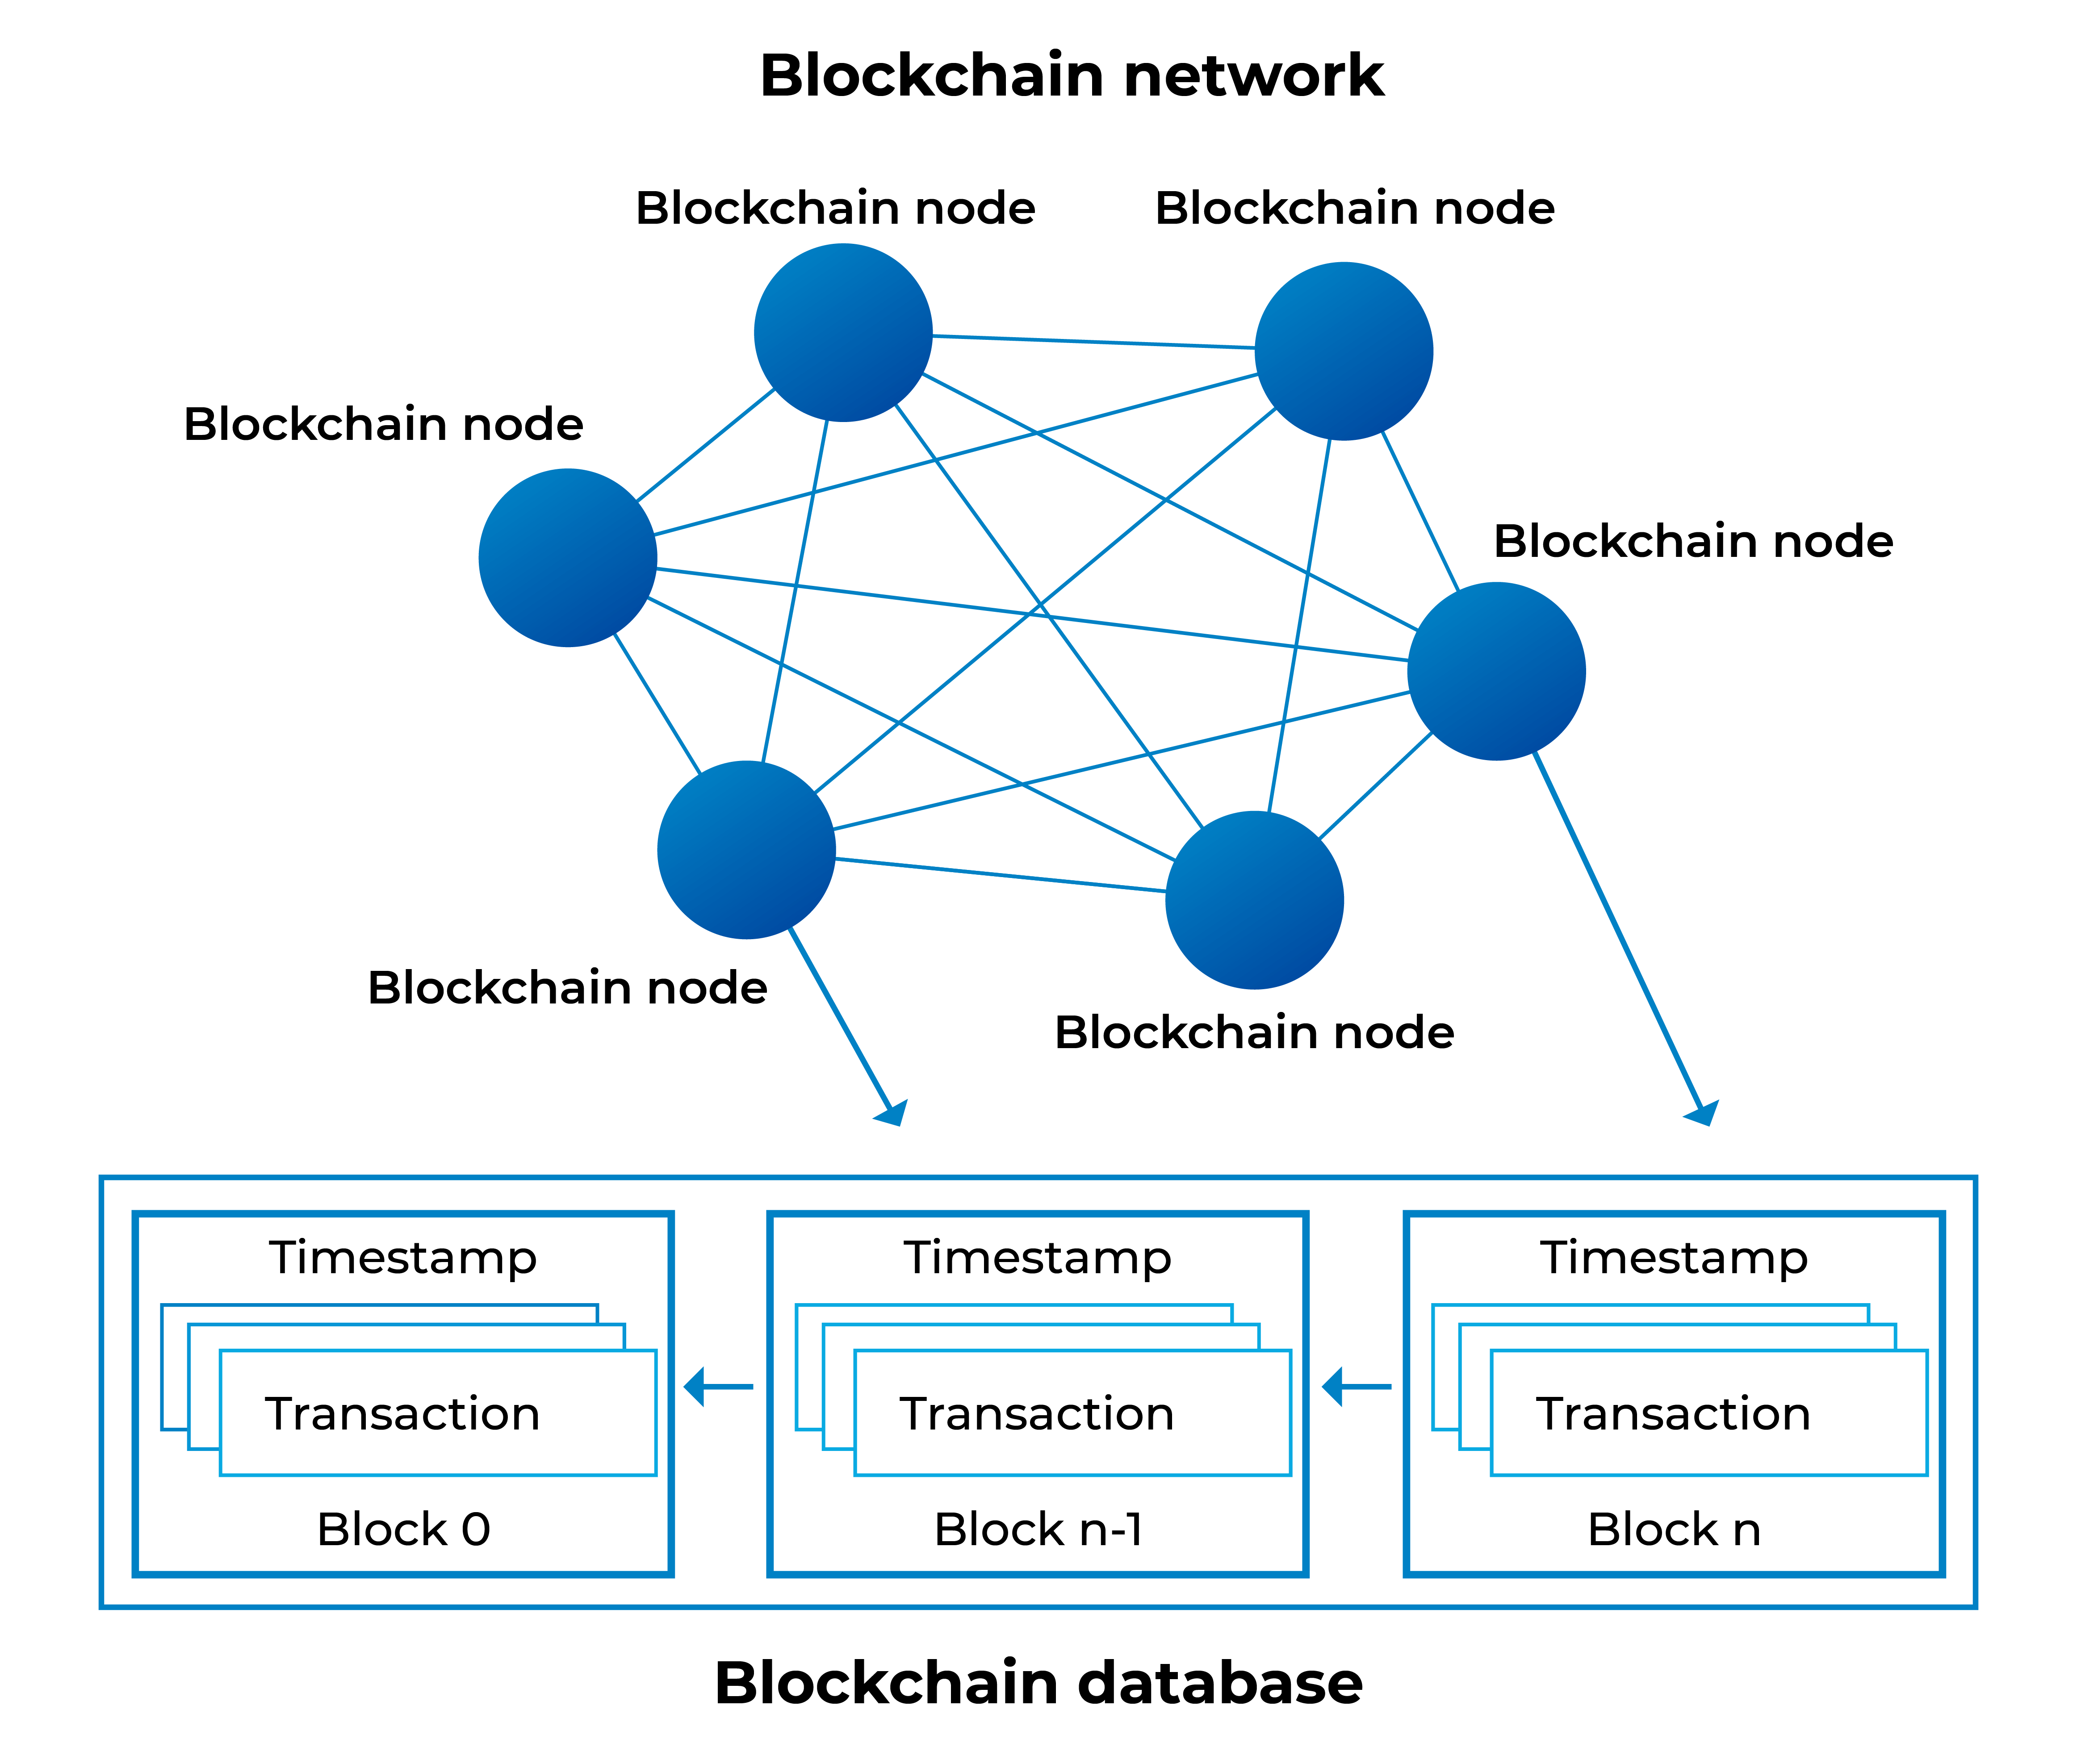 Blockchain network
Blockchain node
Blockchain node
Blockchain node
Blockchain node
Blockchain node
Blockchain node
Timestamp
Transaction
Block 0
Timestamp
Transaction
Block n-1
Timestamp
Transaction
Block n
Blockchain database